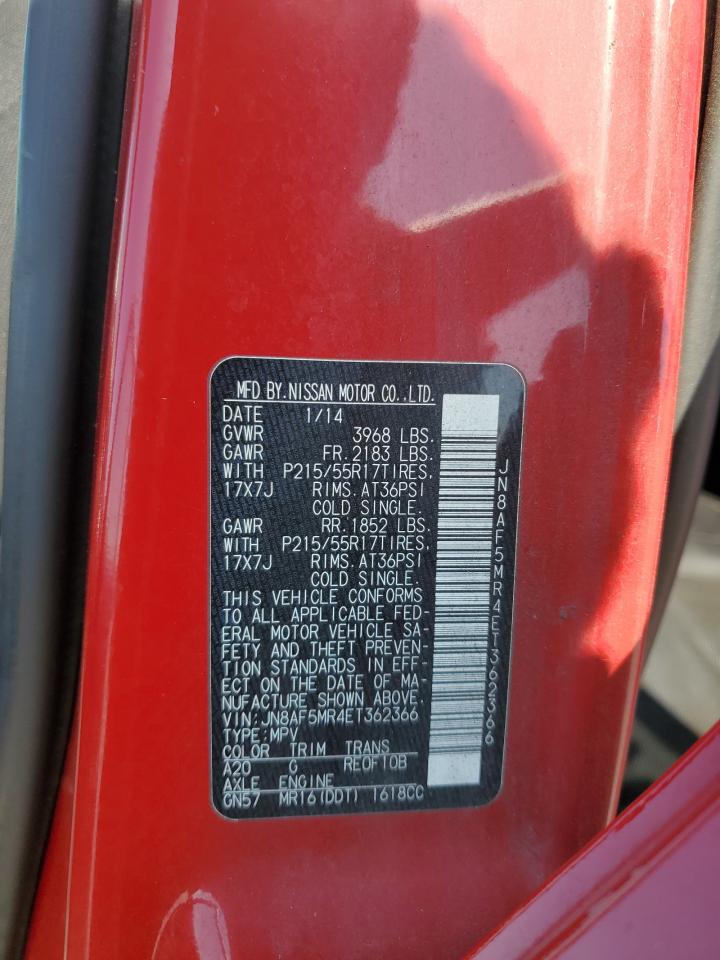 MFD BY.NISSAN MOTOR CO.,LTD.
DATE 1/14
GVWR 3968 LBS.
GAWR FR. 2183 LBS.
WITH P215/55R17TIRES,
17X7J RIMS. AT36PSI
COLD SINGLE.
GAWR RR. 1852 LBS.
WITH P215/55R17TIRES,
17X7J RIMS. AT36PSI
COLD SINGLE.
THIS VEHICLE CONFORMS
TO ALL APPLICABLE FED-
ERAL MOTOR VEHICLE SA-
FETY AND THEFT PREVEN-
TION STANDARDS IN EFF-
ECT ON THE DATE OF MA-
NUFACTURE SHOWN ABOVE.
VIN:JN8AF5MR4ET362366
TYPE:MPV
COLOR TRIM TRANS
A20 G RE0F10B
AXLE ENGINE
GN57 MR16(DDT) 1618CC
JN8AF5MR4ET362366